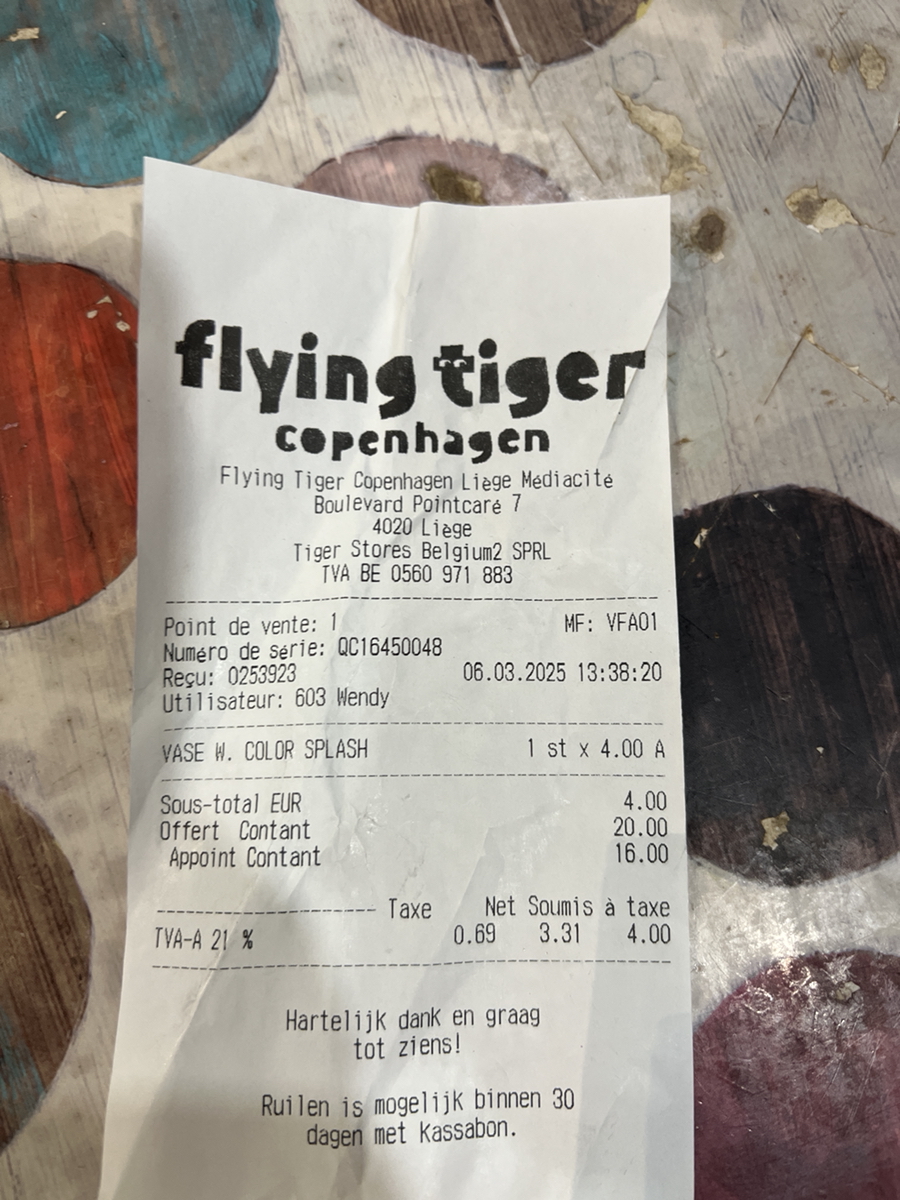 flying tiger
copenhagen
Flying Tiger Copenhagen Liège Médiacité
Boulevard Pointcaré 7
4020 Liège
Tiger Stores Belgium2 SPRL
TVA BE 0560 971 883
Point de vente: 1 MF: VFA01
Numéro de série: QC16450048
Reçu: 0253923 06.03.2025 13:38:20
Utilisateur: 603 Wendy
VASE W. COLOR SPLASH 1 st x 4.00 A
Sous-total EUR 4.00
Offert Contant 20.00
Appoint Contant 16.00
Taxe Net Soumis à taxe
TVA-A 21 % 0.69 3.31 4.00
Hartelijk dank en graag
tot ziens!
Ruilen is mogelijk binnen 30
dagen met Kassabon.